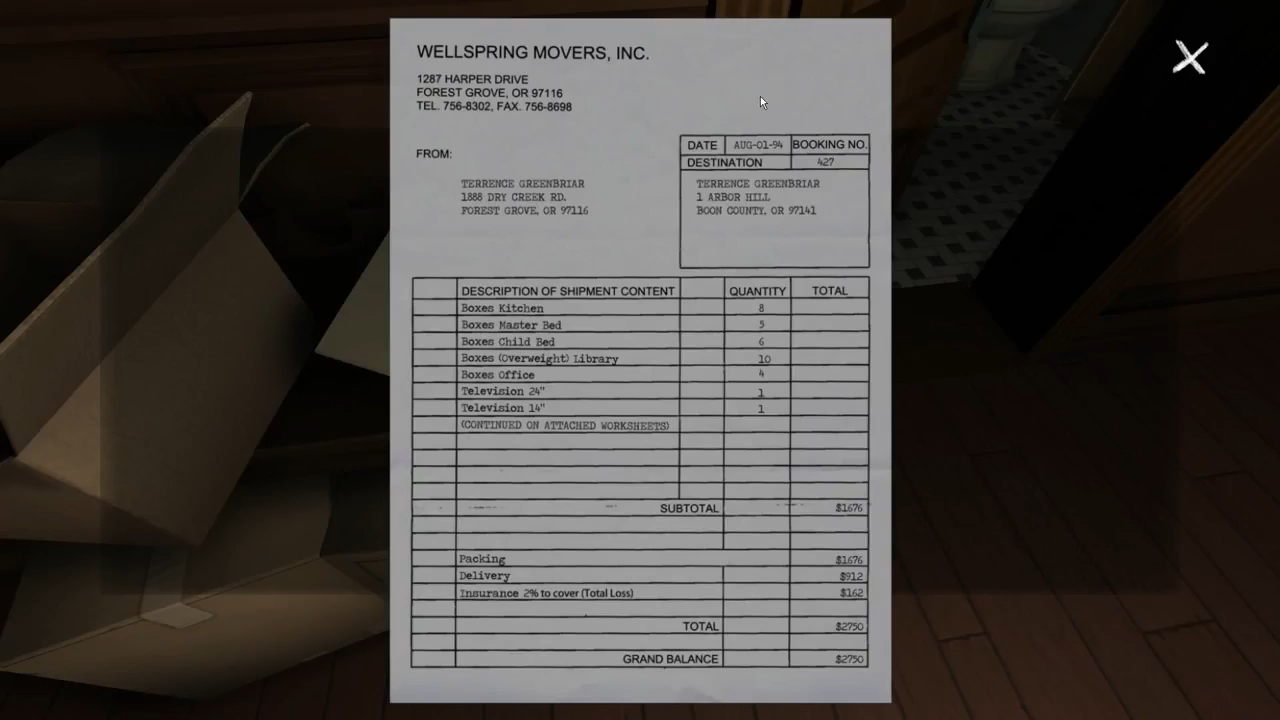 WELLSPRING MOVERS, INC.
1287 HARPER DRIVE
FOREST GROVE, OR 97116
TEL. 756-8302, FAX. 756-8698
DATE AUG-01-94 BOOKING NO.
FROM:
DESTINATION 427
TERRENCE GREENBRIAR
1888 DRY CREEK RD.
FOREST GROVE, OR 97116
TERRENCE GREENBRIAR
1 ARBOR HILL
BOON COUNTY, OR 97141
DESCRIPTION OF SHIPMENT CONTENT QUANTITY TOTAL
Boxes Kitchen 8
Boxes Master Bed 5
Boxes Child Bed 6
Boxes (Overweight) Library 10
Boxes Office 4
Television 24" 1
Television 14" 1
(CONTINUED ON ATTACHED WORKSHEETS)
SUBTOTAL $1676
Packing $1676
Delivery $912
Insurance 2% to cover (Total Loss) $162
TOTAL $2750
GRAND BALANCE $2750